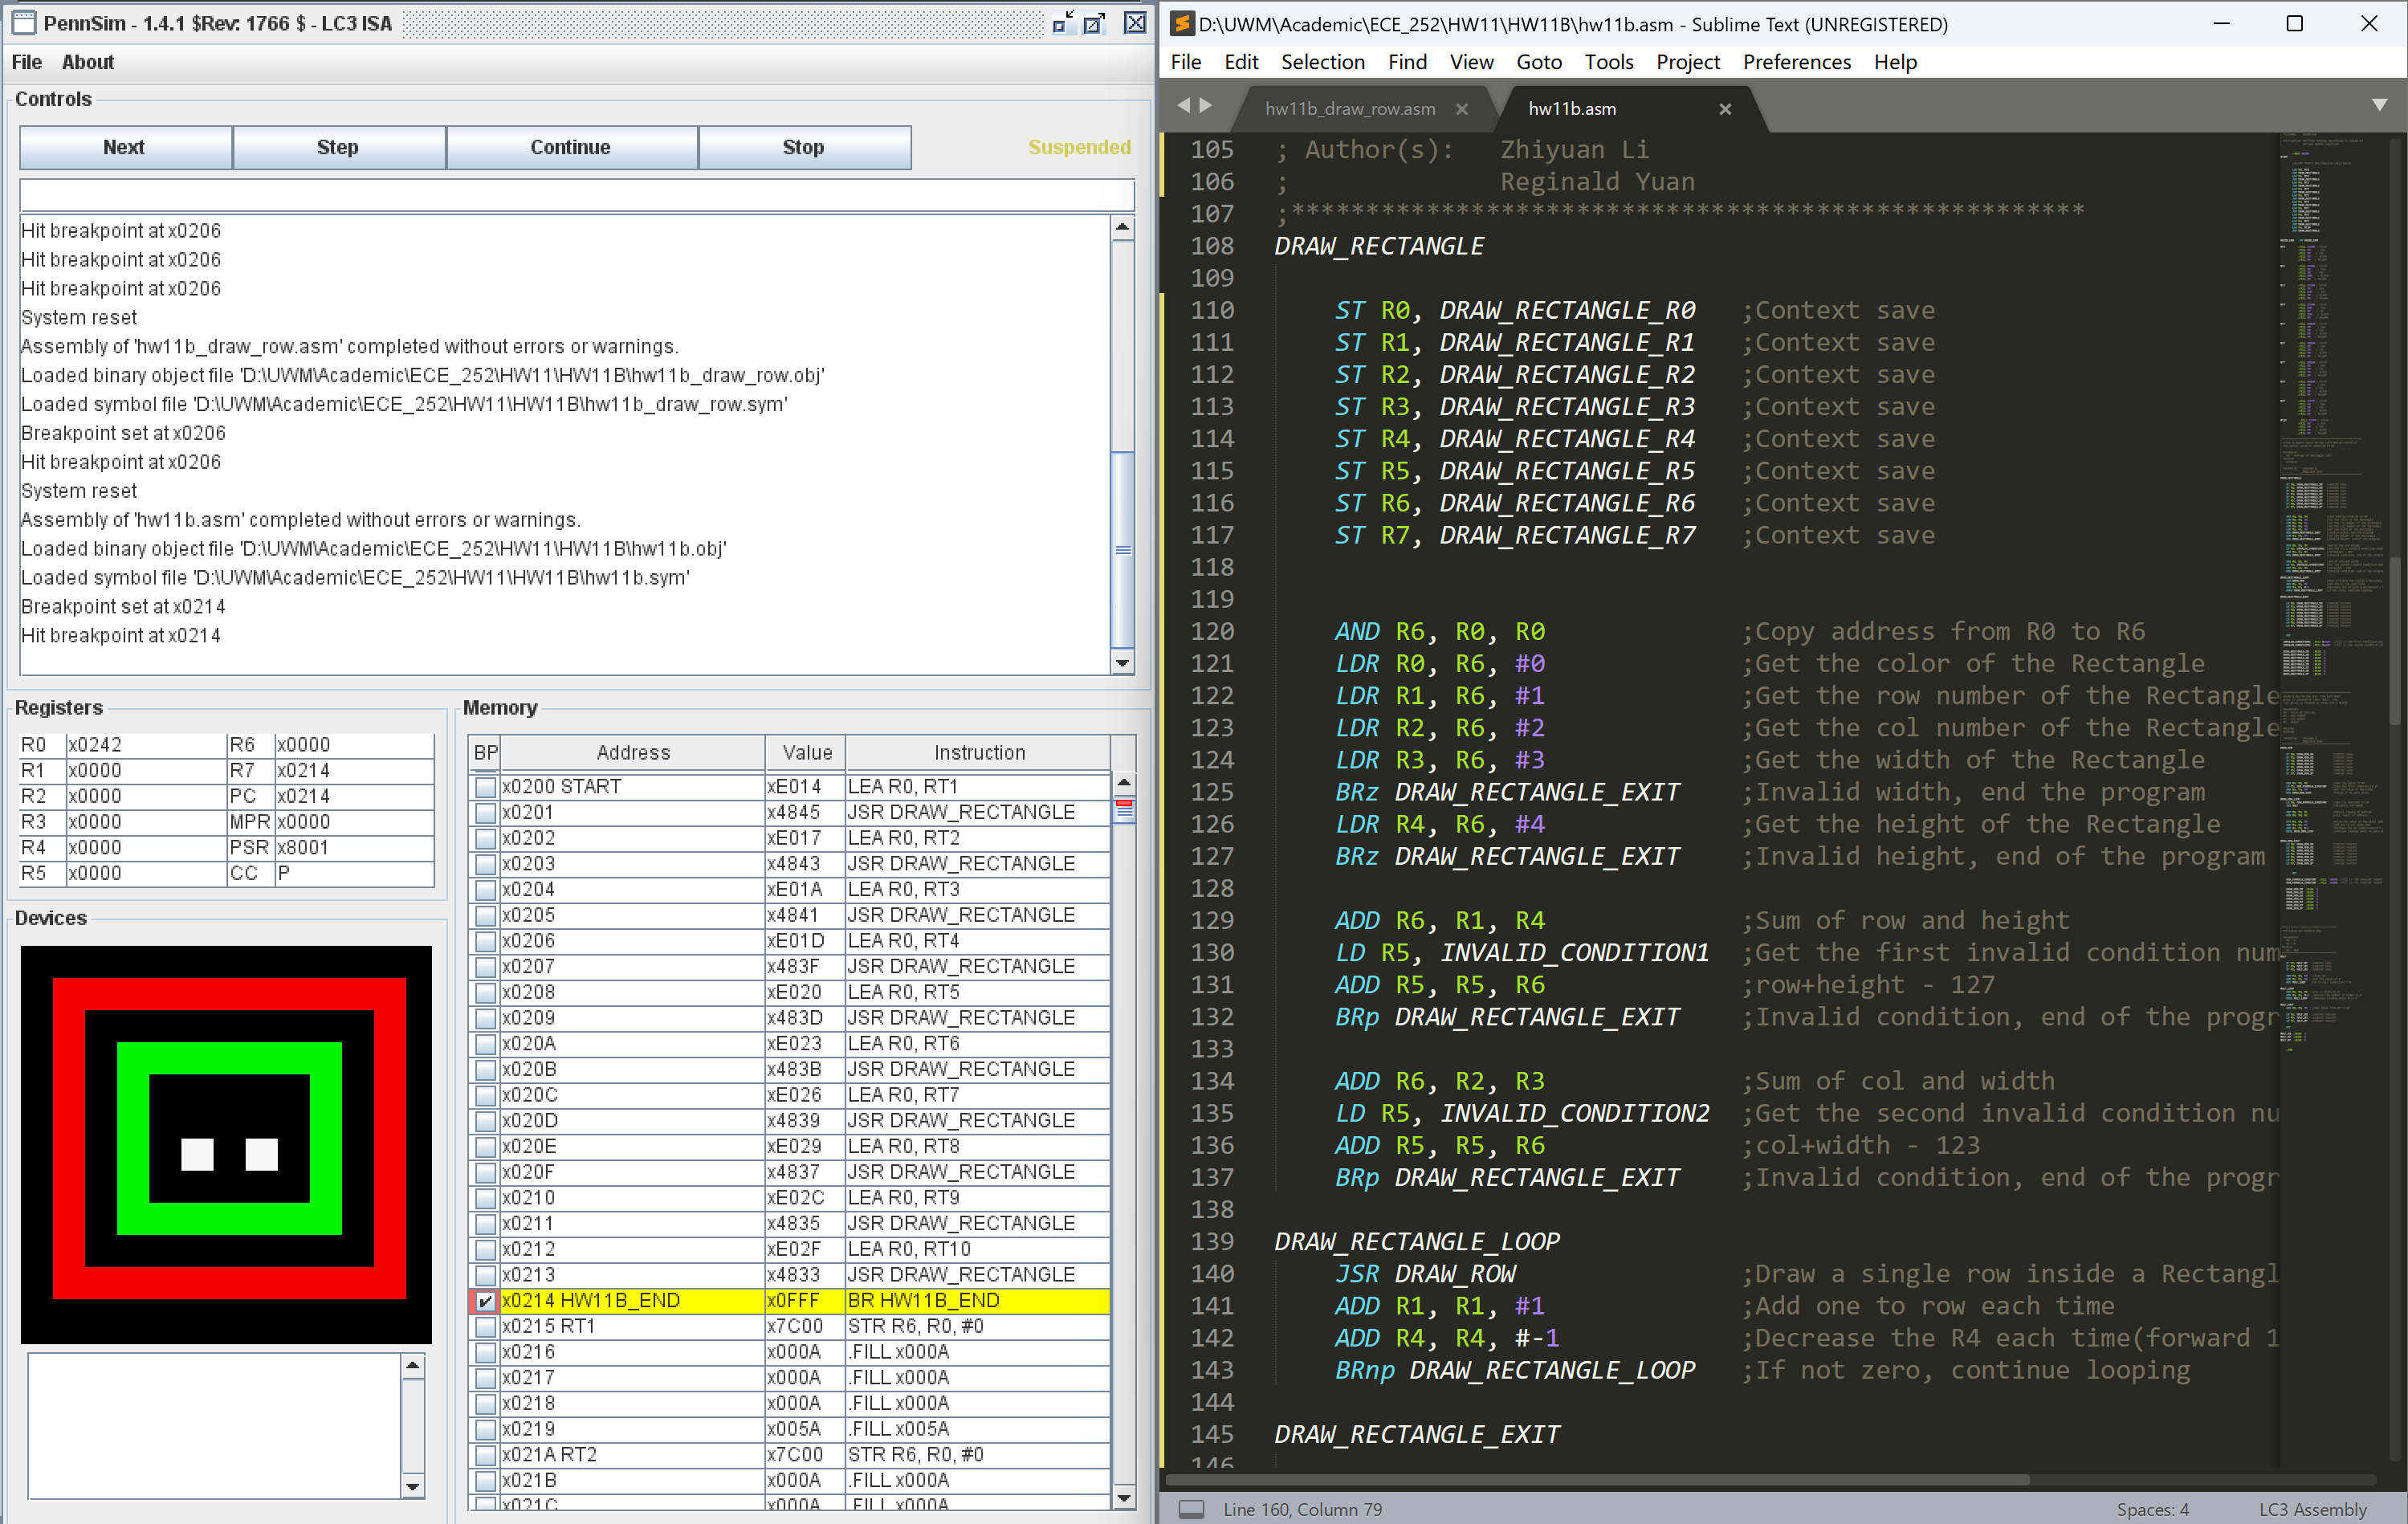 PennSim - 1.4.1 $Rev: 1766 $ - LC3 ISA
File About
Controls
Next Step Continue Stop Suspended
Hit breakpoint at x0206
Hit breakpoint at x0206
Hit breakpoint at x0206
System reset
Assembly of 'hw11b_draw_row.asm' completed without errors or warnings.
Loaded binary object file 'D:\UWM\Academic\ECE_252\HW11\HW11B\hw11b_draw_row.obj'
Loaded symbol file 'D:\UWM\Academic\ECE_252\HW11\HW11B\hw11b_draw_row.sym'
Breakpoint set at x0206
Hit breakpoint at x0206
System reset
Assembly of 'hw11b.asm' completed without errors or warnings.
Loaded binary object file 'D:\UWM\Academic\ECE_252\HW11\HW11B\hw11b.obj'
Loaded symbol file 'D:\UWM\Academic\ECE_252\HW11\HW11B\hw11b.sym'
Breakpoint set at x0214
Hit breakpoint at x0214
Registers
R0 x0242 R6 x0000
R1 x0000 R7 x0214
R2 x0000 PC x0214
R3 x0000 MPR x0000
R4 x0000 PSR x8001
R5 x0000 CC P
Devices
Memory
BP Address Value Instruction
x0200 START xE014 LEA R0, RT1
x0201 x4845 JSR DRAW_RECTANGLE
x0202 xE017 LEA R0, RT2
x0203 x4843 JSR DRAW_RECTANGLE
x0204 xE01A LEA R0, RT3
x0205 x4841 JSR DRAW_RECTANGLE
x0206 xE01D LEA R0, RT4
x0207 x483F JSR DRAW_RECTANGLE
x0208 xE020 LEA R0, RT5
x0209 x483D JSR DRAW_RECTANGLE
x020A xE023 LEA R0, RT6
x020B x483B JSR DRAW_RECTANGLE
x020C xE026 LEA R0, RT7
x020D x4839 JSR DRAW_RECTANGLE
x020E xE029 LEA R0, RT8
x020F x4837 JSR DRAW_RECTANGLE
x0210 xE02C LEA R0, RT9
x0211 x4835 JSR DRAW_RECTANGLE
x0212 xE02F LEA R0, RT10
x0213 x4833 JSR DRAW_RECTANGLE
x0214 HW11B_END x0FFF BR HW11B_END
x0215 RT1 x7C00 STR R6, R0, #0
x0216 x000A .FILL x000A
x0217 x000A .FILL x000A
x0218 x000A .FILL x000A
x0219 x005A .FILL x005A
x021A RT2 x7C00 STR R6, R0, #0
x021B x000A .FILL x000A
x021C x000A .FILL x000A
D:\UWM\Academic\ECE_252\HW11\HW11B\hw11b.asm - Sublime Text (UNREGISTERED)
File Edit Selection Find View Goto Tools Project Preferences Help
hw11b_draw_row.asm hw11b.asm
105 ; Author(s): Zhiyuan Li
106 ; Reginald Yuan
107 ;*****************************************************
108 DRAW_RECTANGLE
109
110 ST R0, DRAW_RECTANGLE_R0 ;Context save
111 ST R1, DRAW_RECTANGLE_R1 ;Context save
112 ST R2, DRAW_RECTANGLE_R2 ;Context save
113 ST R3, DRAW_RECTANGLE_R3 ;Context save
114 ST R4, DRAW_RECTANGLE_R4 ;Context save
115 ST R5, DRAW_RECTANGLE_R5 ;Context save
116 ST R6, DRAW_RECTANGLE_R6 ;Context save
117 ST R7, DRAW_RECTANGLE_R7 ;Context save
118
119
120 AND R6, R0, R0 ;Copy address from R0 to R6
121 LDR R0, R6, #0 ;Get the color of the Rectangle
122 LDR R1, R6, #1 ;Get the row number of the Rectangle
123 LDR R2, R6, #2 ;Get the col number of the Rectangle
124 LDR R3, R6, #3 ;Get the width of the Rectangle
125 BRz DRAW_RECTANGLE_EXIT ;Invalid width, end the program
126 LDR R4, R6, #4 ;Get the height of the Rectangle
127 BRz DRAW_RECTANGLE_EXIT ;Invalid height, end of the program
128
129 ADD R6, R1, R4 ;Sum of row and height
130 LD R5, INVALID_CONDITION1 ;Get the first invalid condition num
131 ADD R5, R5, R6 ;row+height - 127
132 BRp DRAW_RECTANGLE_EXIT ;Invalid condition, end of the progr
133
134 ADD R6, R2, R3 ;Sum of col and width
135 LD R5, INVALID_CONDITION2 ;Get the second invalid condition nu
136 ADD R5, R5, R6 ;col+width - 123
137 BRp DRAW_RECTANGLE_EXIT ;Invalid condition, end of the progr
138
139 DRAW_RECTANGLE_LOOP
140 JSR DRAW_ROW ;Draw a single row inside a Rectangl
141 ADD R1, R1, #1 ;Add one to row each time
142 ADD R4, R4, #-1 ;Decrease the R4 each time(forward 1
143 BRnp DRAW_RECTANGLE_LOOP ;If not zero, continue looping
144
145 DRAW_RECTANGLE_EXIT
146
Line 160, Column 79 Spaces: 4 LC3 Assembly